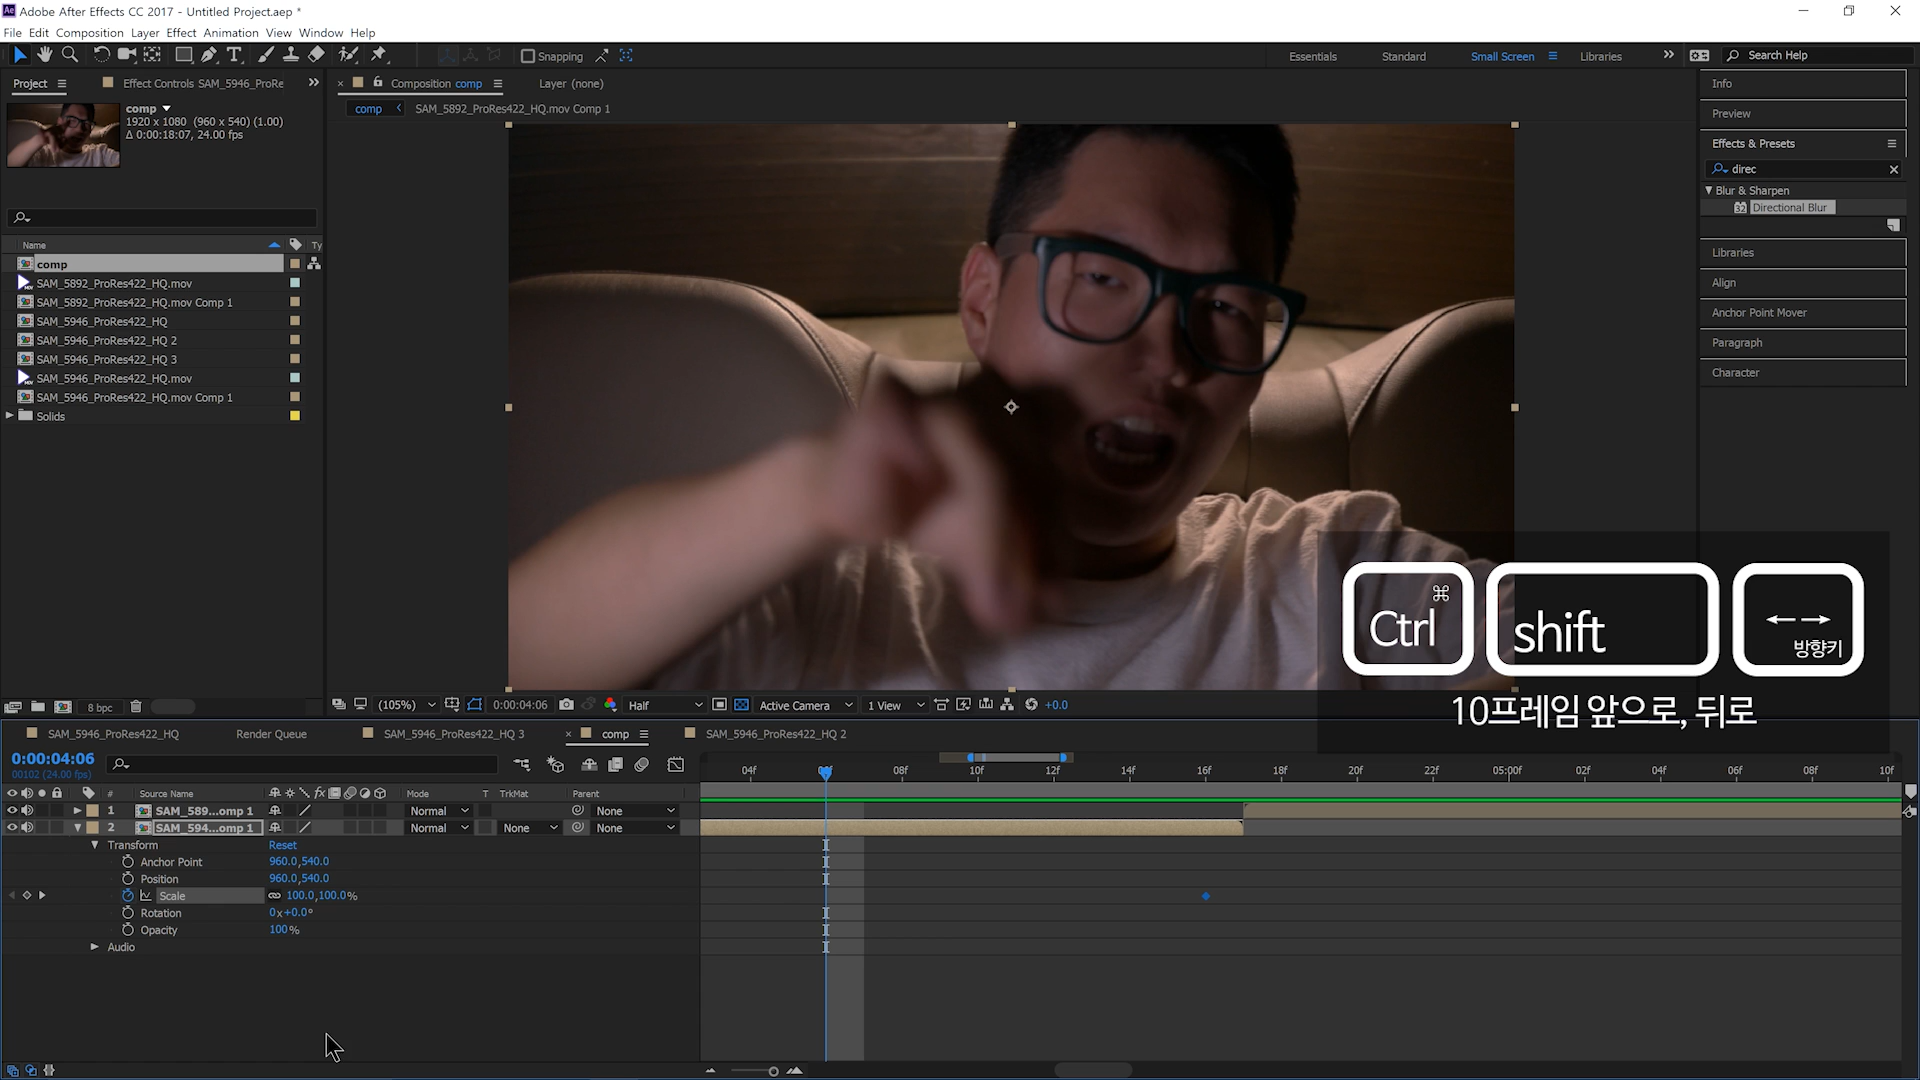 Adobe After Effects CC 2017 - Untitled Project.aep *
File Edit Composition Layer Effect Animation View Window Help
Snapping
Essentials
Standard
Small Screen
Libraries
Search Help
Project
Effect Controls SAM_5946_ProRe
Composition comp
Layer (none)
comp
SAM_5892_ProRes422_HQ.mov Comp 1
comp
1920 x 1080 (960 x 540) (1.00)
Δ 0:00:18:07, 24.00 fps
Name
Ty
comp
SAM_5892_ProRes422_HQ.mov
SAM_5892_ProRes422_HQ.mov Comp 1
SAM_5946_ProRes422_HQ
SAM_5946_ProRes422_HQ 2
SAM_5946_ProRes422_HQ 3
SAM_5946_ProRes422_HQ.mov
SAM_5946_ProRes422_HQ.mov Comp 1
Solids
8 bpc
Info
Preview
Effects & Presets
direc
Blur & Sharpen
32 Directional Blur
Libraries
Align
Anchor Point Mover
Paragraph
Character
Ctrl ⌘
shift
←→
방향키
10프레임 앞으로, 뒤로
(105%)
0:00:04:06
Half
Active Camera
1 View
+0.0
SAM_5946_ProRes422_HQ
Render Queue
SAM_5946_ProRes422_HQ 3
comp
SAM_5946_ProRes422_HQ 2
0:00:04:06
00102 (24.00 fps)
04f 08f 10f 12f 14f 16f 18f 20f 22f 05:00f 02f 04f 06f 08f 10f
# Source Name Mode T TrkMat Parent
1 SAM_589...omp 1 Normal None
2 SAM_594...omp 1 Normal None None
Transform Reset
Anchor Point 960.0,540.0
Position 960.0,540.0
Scale 100.0,100.0%
Rotation 0x+0.0°
Opacity 100%
Audio